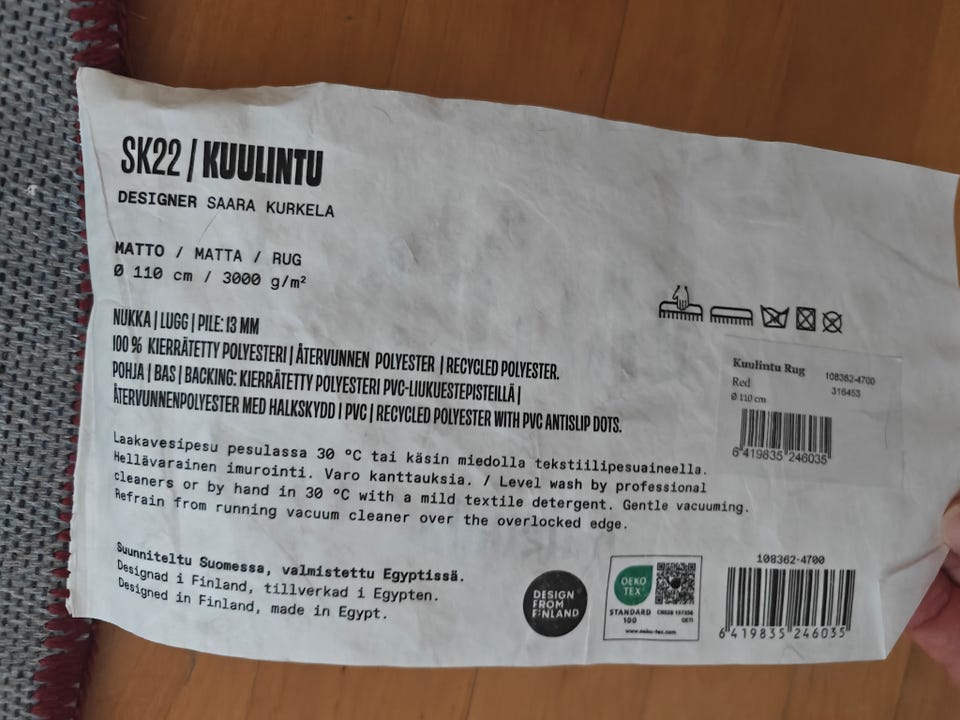 SK22 / KUULINTU
DESIGNER SAARA KURKELA
MATTO / MATTA / RUG
Ø 110 cm / 3000 g/m²
NUKKA | LUGG | PILE: 13 MM
100 % KIERRÄTETTY POLYESTERI | ÅTERVUNNEN POLYESTER | RECYCLED POLYESTER.
POHJA | BAS | BACKING: KIERRÄTETTY POLYESTERI PVC-LIUKUESTEPISTEILLÄ |
ÅTERVUNNENPOLYESTER MED HALKSKYDD I PVC | RECYCLED POLYESTER WITH PVC ANTISLIP DOTS.
Laakavesipesu pesulassa 30 °C tai käsin miedolla tekstiilipesuaineella.
Hellävarainen imurointi. Varo kanttauksia. / Level wash by professional
cleaners or by hand in 30 °C with a mild textile detergent. Gentle vacuuming.
Refrain from running vacuum cleaner over the overlocked edge.
Suunniteltu Suomessa, valmistettu Egyptissä.
Designad i Finland, tillverkad i Egypten.
Designed in Finland, made in Egypt.
Kuulintu Rug 108362-4700
Red 316453
Ø 110 cm
6 419835 246035
DESIGN
FROM
FINLAND
OEKO
TEX®
STANDARD
100
www.oeko-tex.com
108362-4700
6 419835 246035